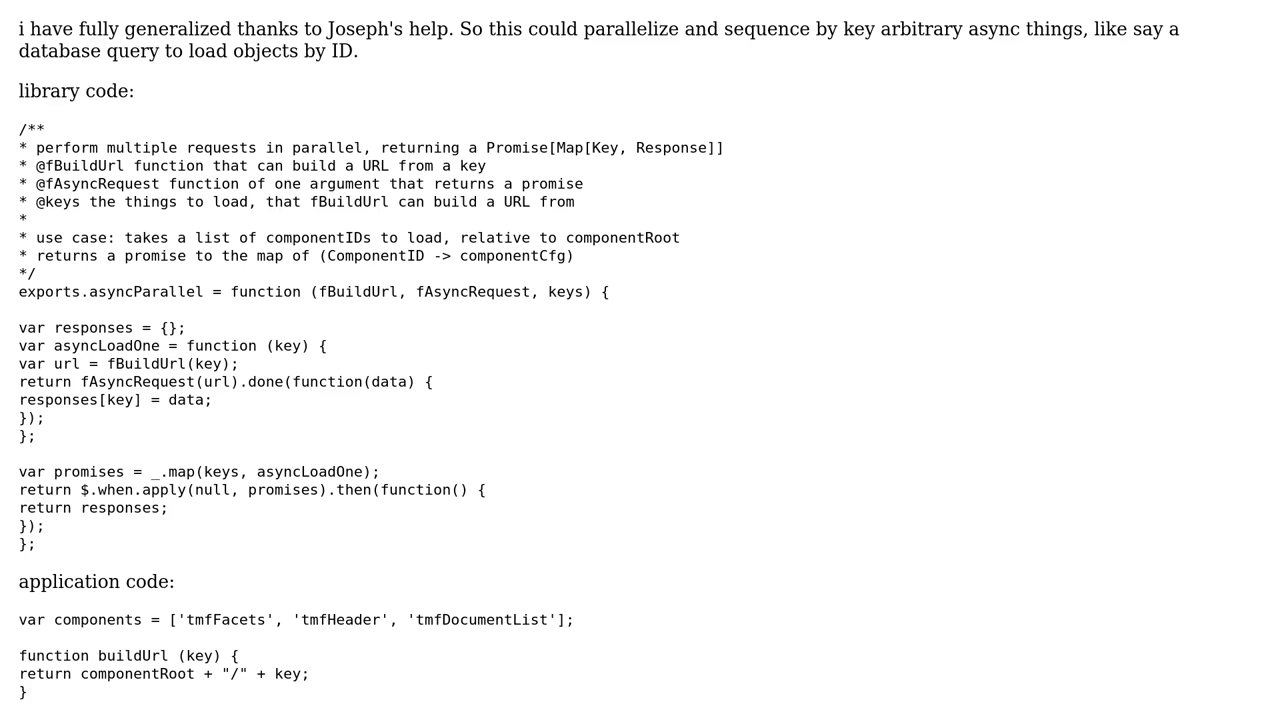 i have fully generalized thanks to Joseph's help. So this could parallelize and sequence by key arbitrary async things, like say a
database query to load objects by ID.
library code:
/**
* perform multiple requests in parallel, returning a Promise[Map[Key, Response]]
* @fBuildUrl function that can build a URL from a key
* @fAsyncRequest function of one argument that returns a promise
* @keys the things to load, that fBuildUrl can build a URL from
*
* use case: takes a list of componentIDs to load, relative to componentRoot
* returns a promise to the map of (ComponentID -> componentCfg)
*/
exports.asyncParallel = function (fBuildUrl, fAsyncRequest, keys) {
var responses = {};
var asyncLoadOne = function (key) {
var url = fBuildUrl(key);
return fAsyncRequest(url).done(function(data) {
responses[key] = data;
});
};
var promises = _.map(keys, asyncLoadOne);
return $.when.apply(null, promises).then(function() {
return responses;
});
};
application code:
var components = ['tmfFacets', 'tmfHeader', 'tmfDocumentList'];
function buildUrl (key) {
return componentRoot + "/" + key;
}